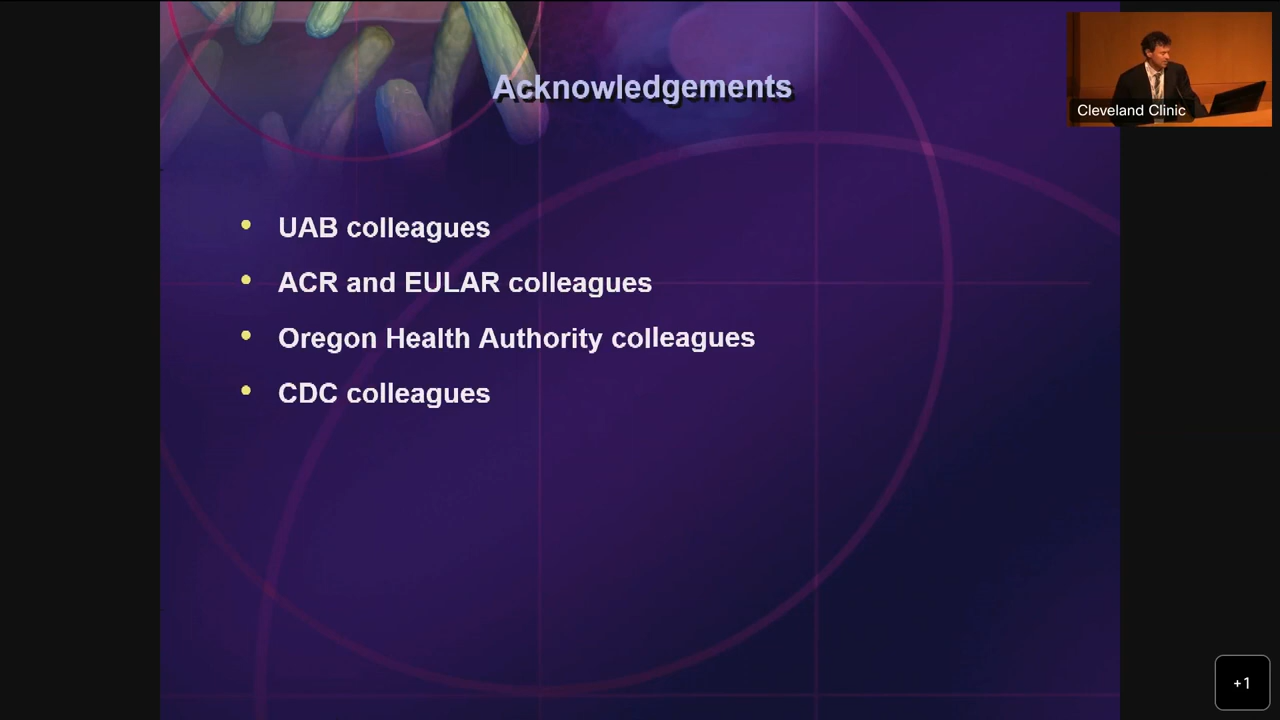 Acknowledgements
Cleveland Clinic
• UAB colleagues
• ACR and EULAR colleagues
• Oregon Health Authority colleagues
• CDC colleagues
+1